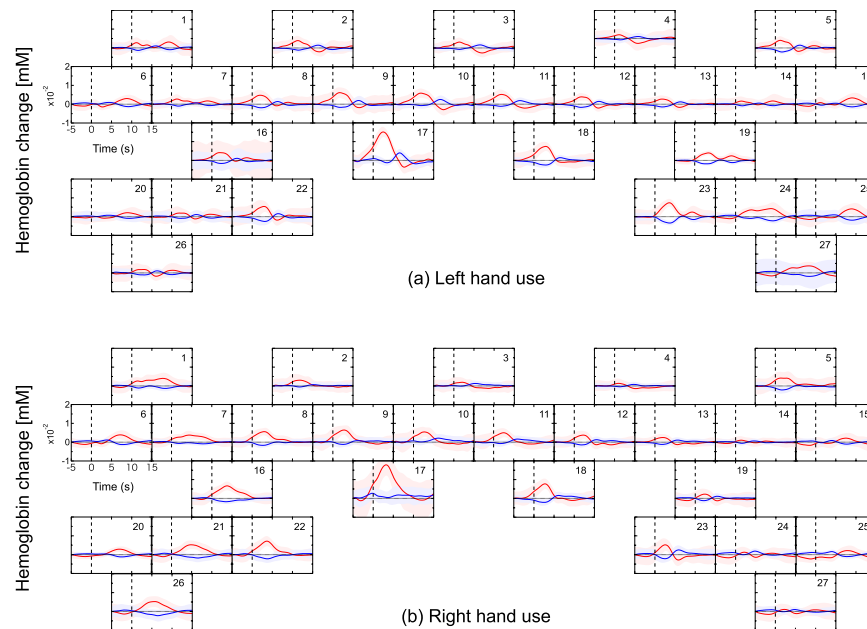 1 2 3 4 5
Hemoglobin change [mM]
2
x10⁻²
0
-1
6 7 8 9 10 11 12 13 14 1
-5 0 5 10 15
Time (s)
16 17 18 19
20 21 22 23 24 2
26 27
(a) Left hand use
1 2 3 4 5
Hemoglobin change [mM]
2
x10⁻²
0
-1
6 7 8 9 10 11 12 13 14 15
-5 0 5 10 15
Time (s)
16 17 18 19
20 21 22 23 24 25
26 27
(b) Right hand use